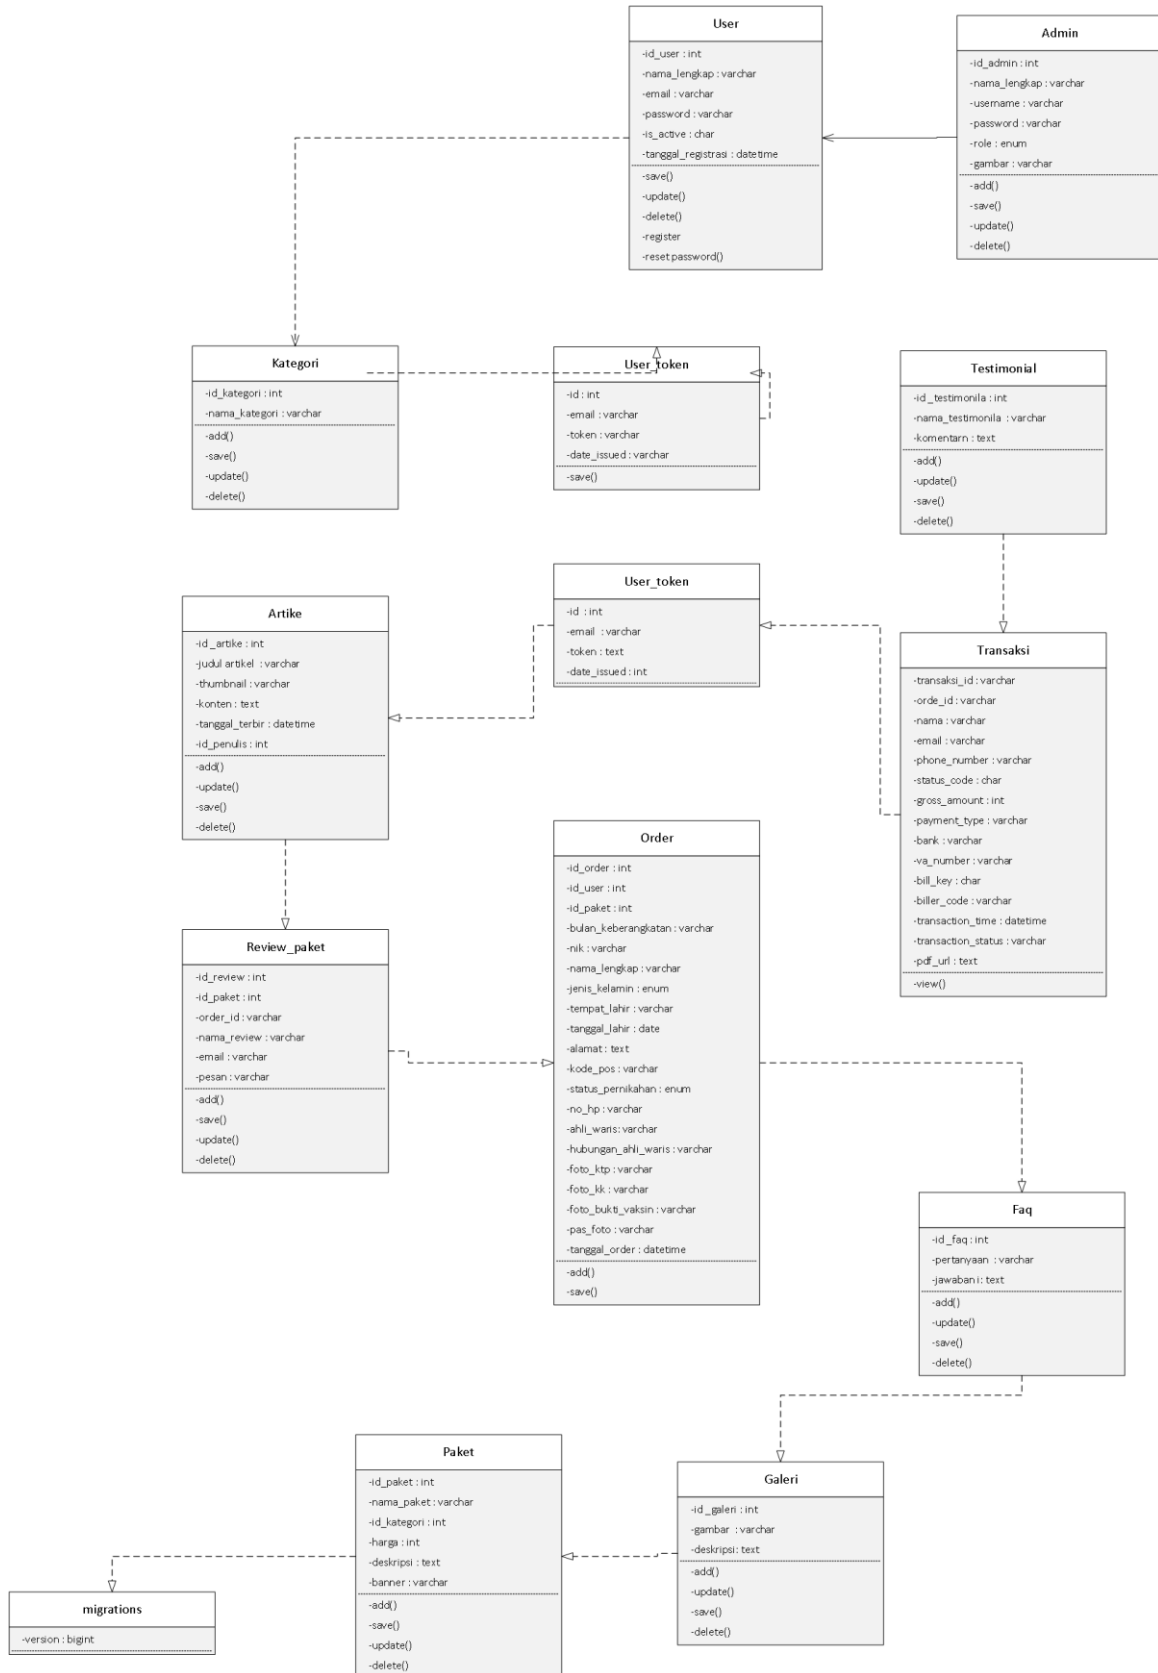 User
-id_user : int
-nama_lengkap : varchar
-email : varchar
-password : varchar
-is_active : char
-tanggal_registrasi : datetime
-save()
-update()
-delete()
-register
-reset password()
Admin
-id_admin : int
-nama_lengkap : varchar
-username : varchar
-password : varchar
-role : enum
-gambar : varchar
-add()
-save()
-update()
-delete()
Kategori
-id_kategori : int
-nama_kategori : varchar
-add()
-save()
-update()
-delete()
User_token
-id : int
-email : varchar
-token : varchar
-date_issued : varchar
-save()
Testimonial
-id_testimonila : int
-nama_testimonila : varchar
-komentarn : text
-add()
-update()
-save()
-delete()
Artike
-id_artike : int
-judul artikel : varchar
-thumbnail : varchar
-konten : text
-tanggal_terbir : datetime
-id_penulis : int
-add()
-update()
-save()
-delete()
User_token
-id : int
-email : varchar
-token : text
-date_issued : int
Transaksi
-transaksi_id : varchar
-orde_id : varchar
-nama : varchar
-email : varchar
-phone_number : varchar
-status_code : char
-gross_amount : int
-payment_type : varchar
-bank : varchar
-va_number : varchar
-bill_key : char
-biller_code : varchar
-transaction_time : datetime
-transaction_status : varchar
-pdf_url : text
-view()
Review_paket
-id_review : int
-id_paket : int
-order_id : varchar
-nama_review : varchar
-email : varchar
-pesan : varchar
-add()
-save()
-update()
-delete()
Order
-id_order : int
-id_user : int
-id_paket : int
-bulan_keberangkatan : varchar
-nik : varchar
-nama_lengkap : varchar
-jenis_kelamin : enum
-tempat_lahir : varchar
-tanggal_lahir : date
-alamat : text
-kode_pos : varchar
-status_pernikahan : enum
-no_hp : varchar
-ahli_waris: varchar
-hubungan_ahli_waris : varchar
-foto_ktp : varchar
-foto_kk : varchar
-foto_bukti_vaksin : varchar
-pas_foto : varchar
-tanggal_order : datetime
-add()
-save()
Faq
-id_faq : int
-pertanyaan : varchar
-jawaban i: text
-add()
-update()
-save()
-delete()
Paket
-id_paket : int
-nama_paket : varchar
-id_kategori : int
-harga : int
-deskripsi : text
-banner : varchar
-add()
-save()
-update()
-delete()
Galeri
-id_galeri : int
-gambar : varchar
-deskripsi: text
-add()
-update()
-save()
-delete()
migrations
-version : bigint